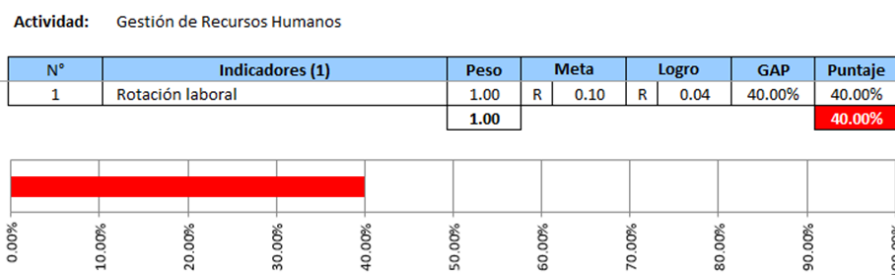 Actividad: Gestión de Recursos Humanos
N° Indicadores (1) Peso Meta Logro GAP Puntaje
1 Rotación laboral 1.00 R 0.10 R 0.04 40.00% 40.00%
1.00 40.00%
0.00% 10.00% 20.00% 30.00% 40.00% 50.00% 60.00% 70.00% 80.00% 90.00%